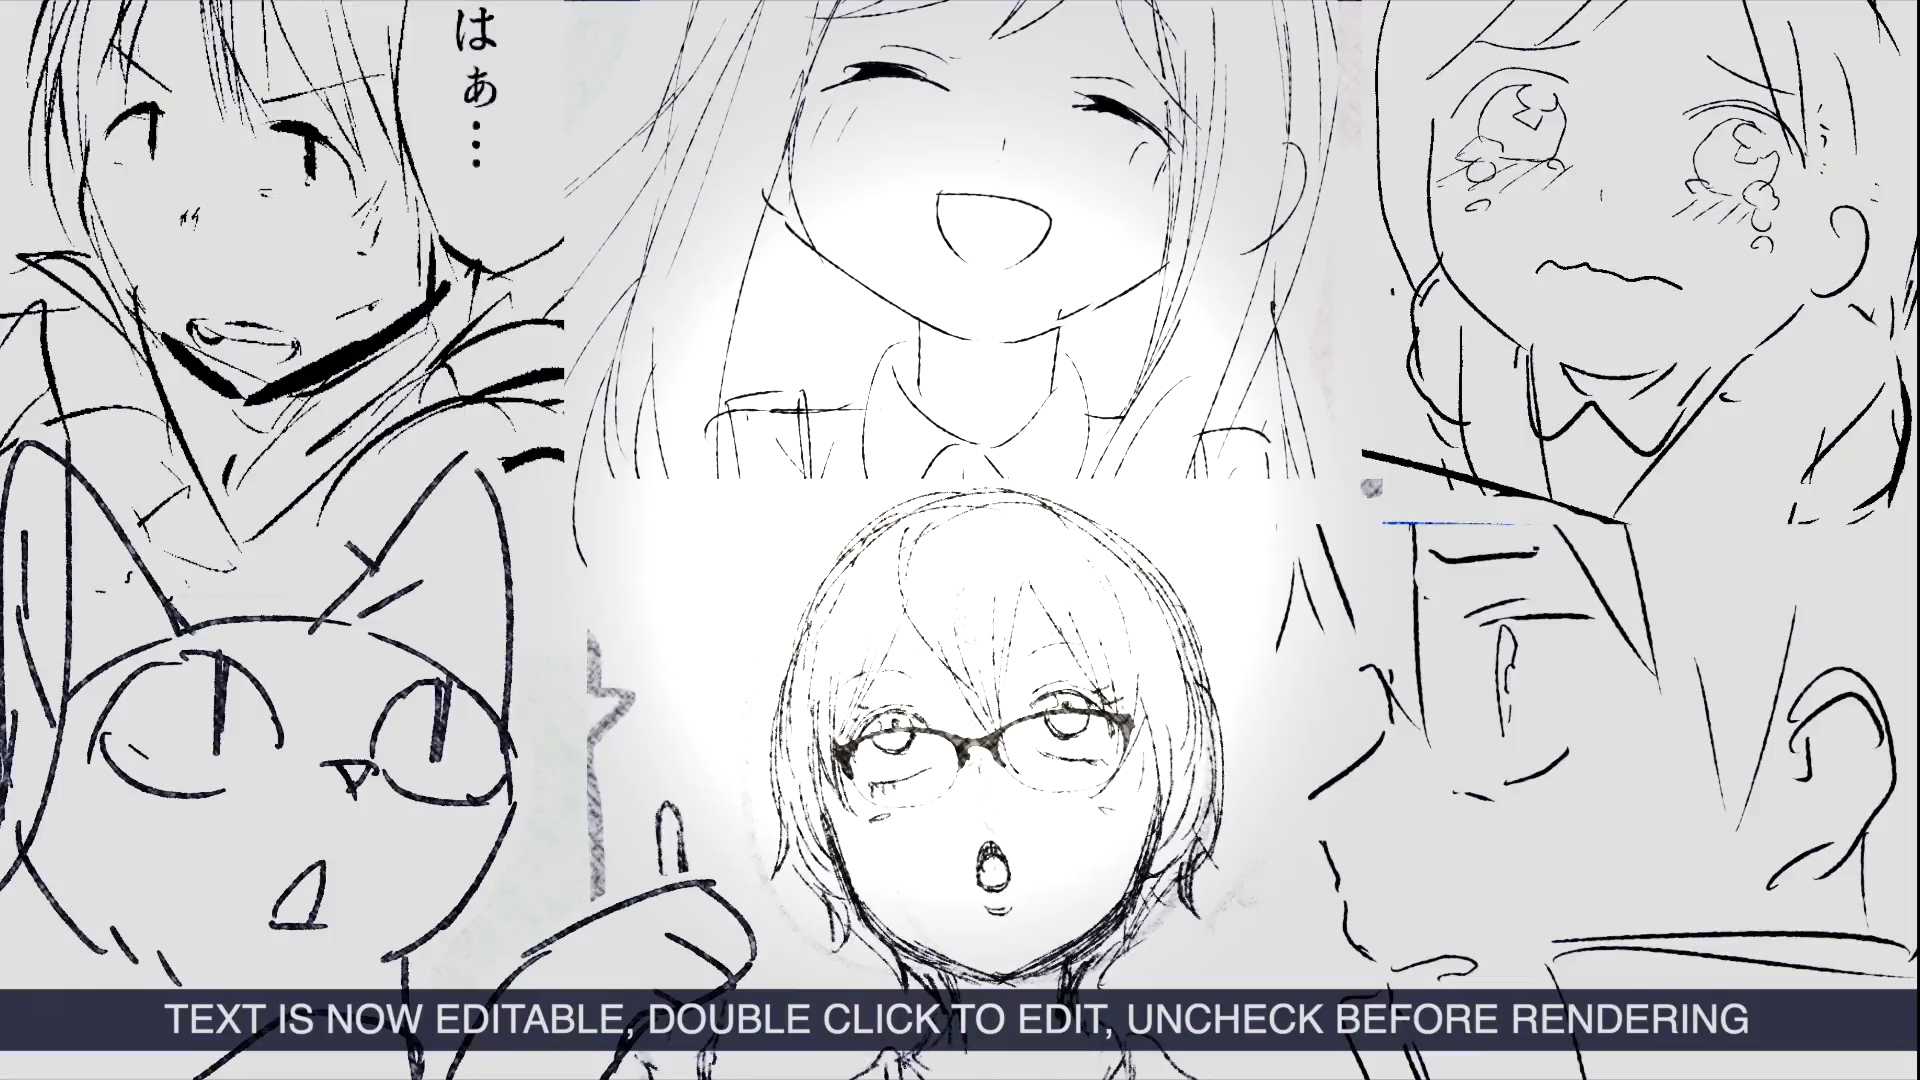 はぁ…
TEXT IS NOW EDITABLE, DOUBLE CLICK TO EDIT, UNCHECK BEFORE RENDERING